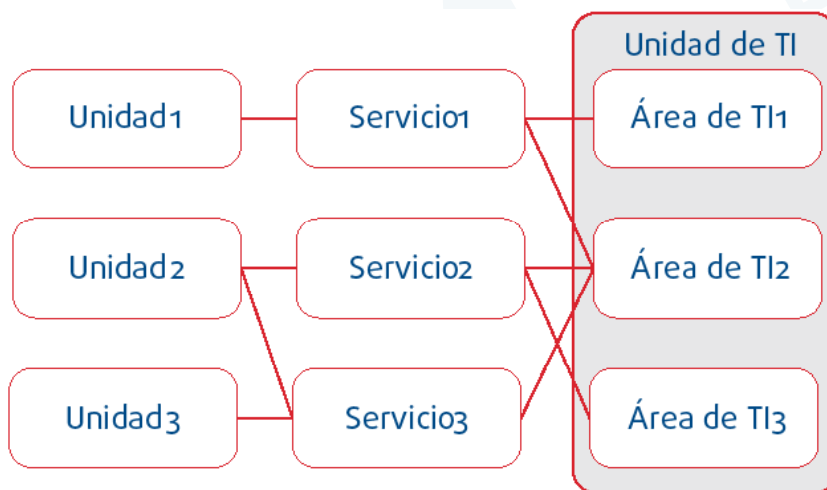 Unidad de TI
Unidad1
Servicio1
Área de TI1
Unidad2
Servicio2
Área de TI2
Unidad3
Servicio3
Área de TI3